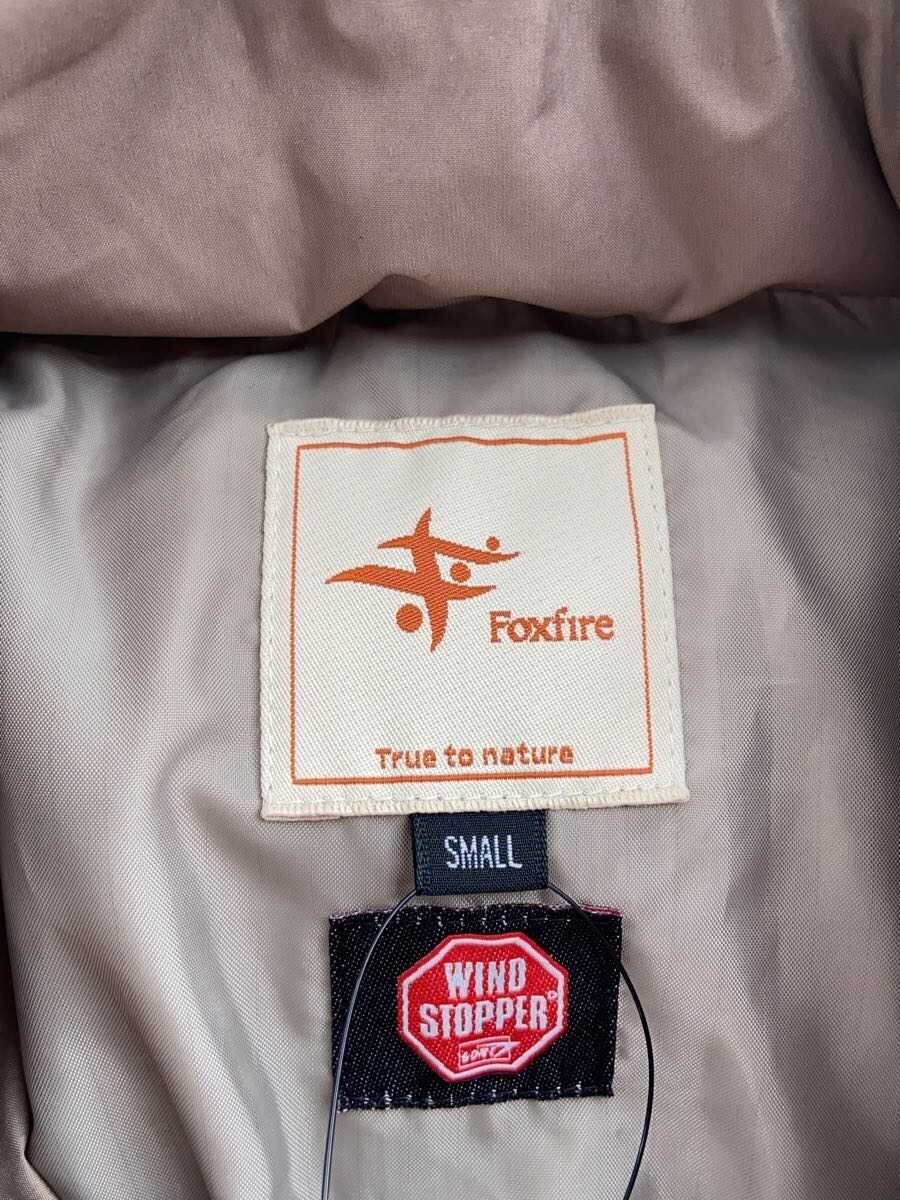 Foxfire
True to nature
SMALL
WIND
STOPPER